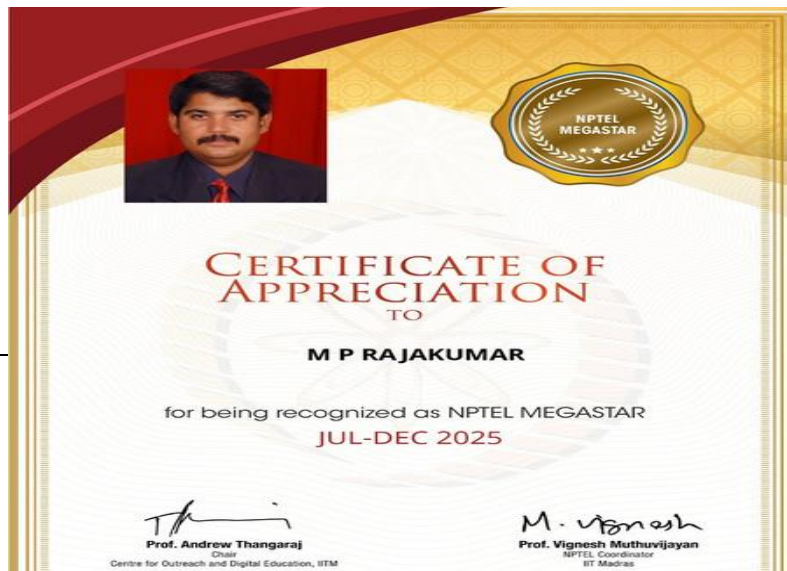 NPTEL
MEGASTAR
CERTIFICATE OF
APPRECIATION
TO
M P RAJAKUMAR
for being recognized as NPTEL MEGASTAR
JUL-DEC 2025
M. Vignesh
Prof. Andrew Thangaraj
Chair
Centre for Outreach and Digital Education, IITM
Prof. Vignesh Muthuvijayan
NPTEL Coordinator
IIT Madras